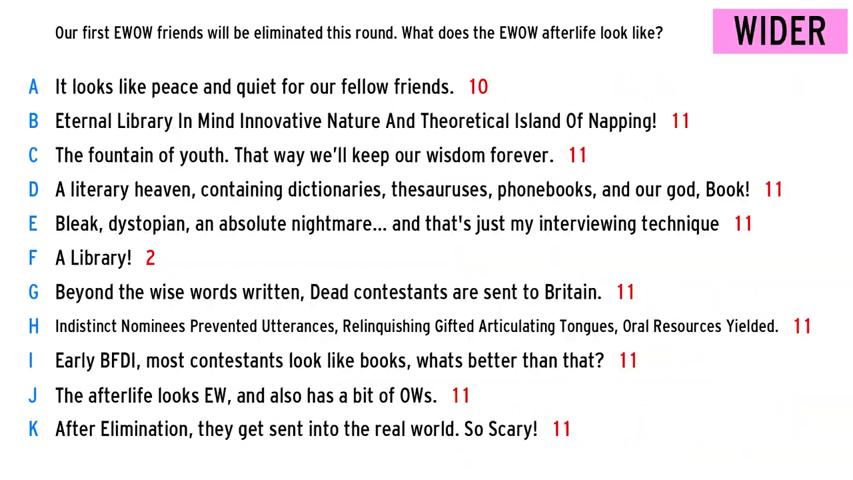 Our first EWOW friends will be eliminated this round. What does the EWOW afterlife look like?
WIDER
A It looks like peace and quiet for our fellow friends. 10
B Eternal Library In Mind Innovative Nature And Theoretical Island Of Napping! 11
C The fountain of youth. That way we'll keep our wisdom forever. 11
D A literary heaven, containing dictionaries, thesauruses, phonebooks, and our god, Book! 11
E Bleak, dystopian, an absolute nightmare... and that's just my interviewing technique 11
F A Library! 2
G Beyond the wise words written, Dead contestants are sent to Britain. 11
H Indistinct Nominees Prevented Utterances, Relinquishing Gifted Articulating Tongues, Oral Resources Yielded. 11
I Early BFDI, most contestants look like books, whats better than that? 11
J The afterlife looks EW, and also has a bit of OWs. 11
K After Elimination, they get sent into the real world. So Scary! 11